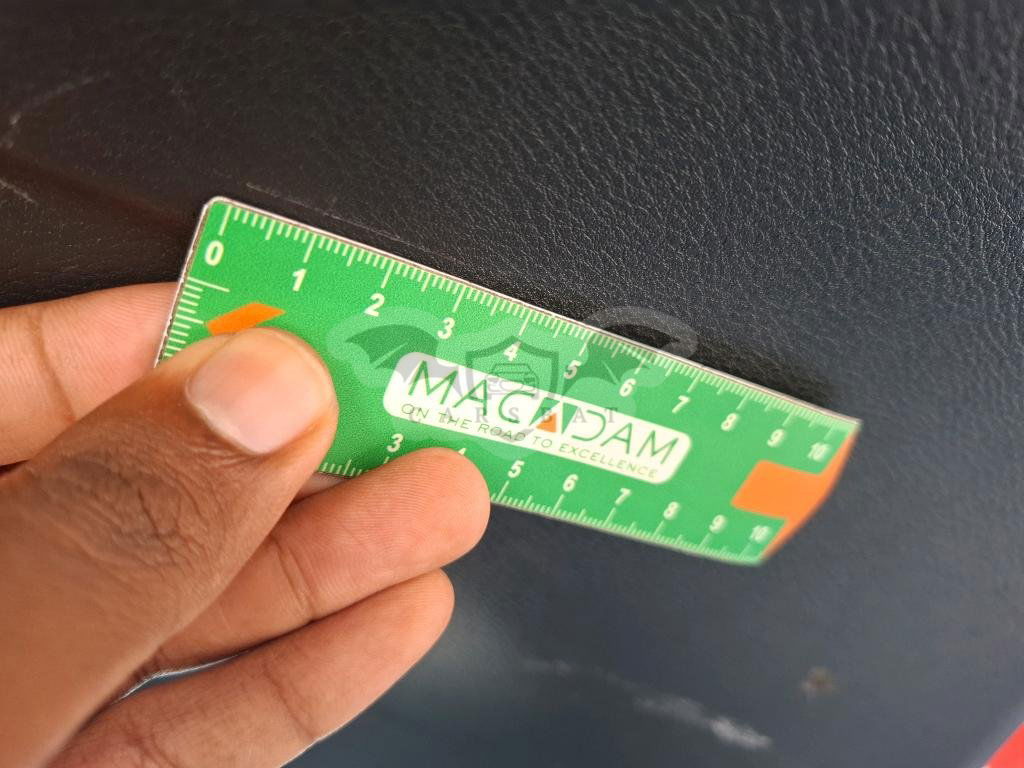 0 1 2 3 4 5 6 7 8 9 10
MACADAM
ON THE ROAD TO EXCELLENCE
3 4 5 6 7 8 9 10